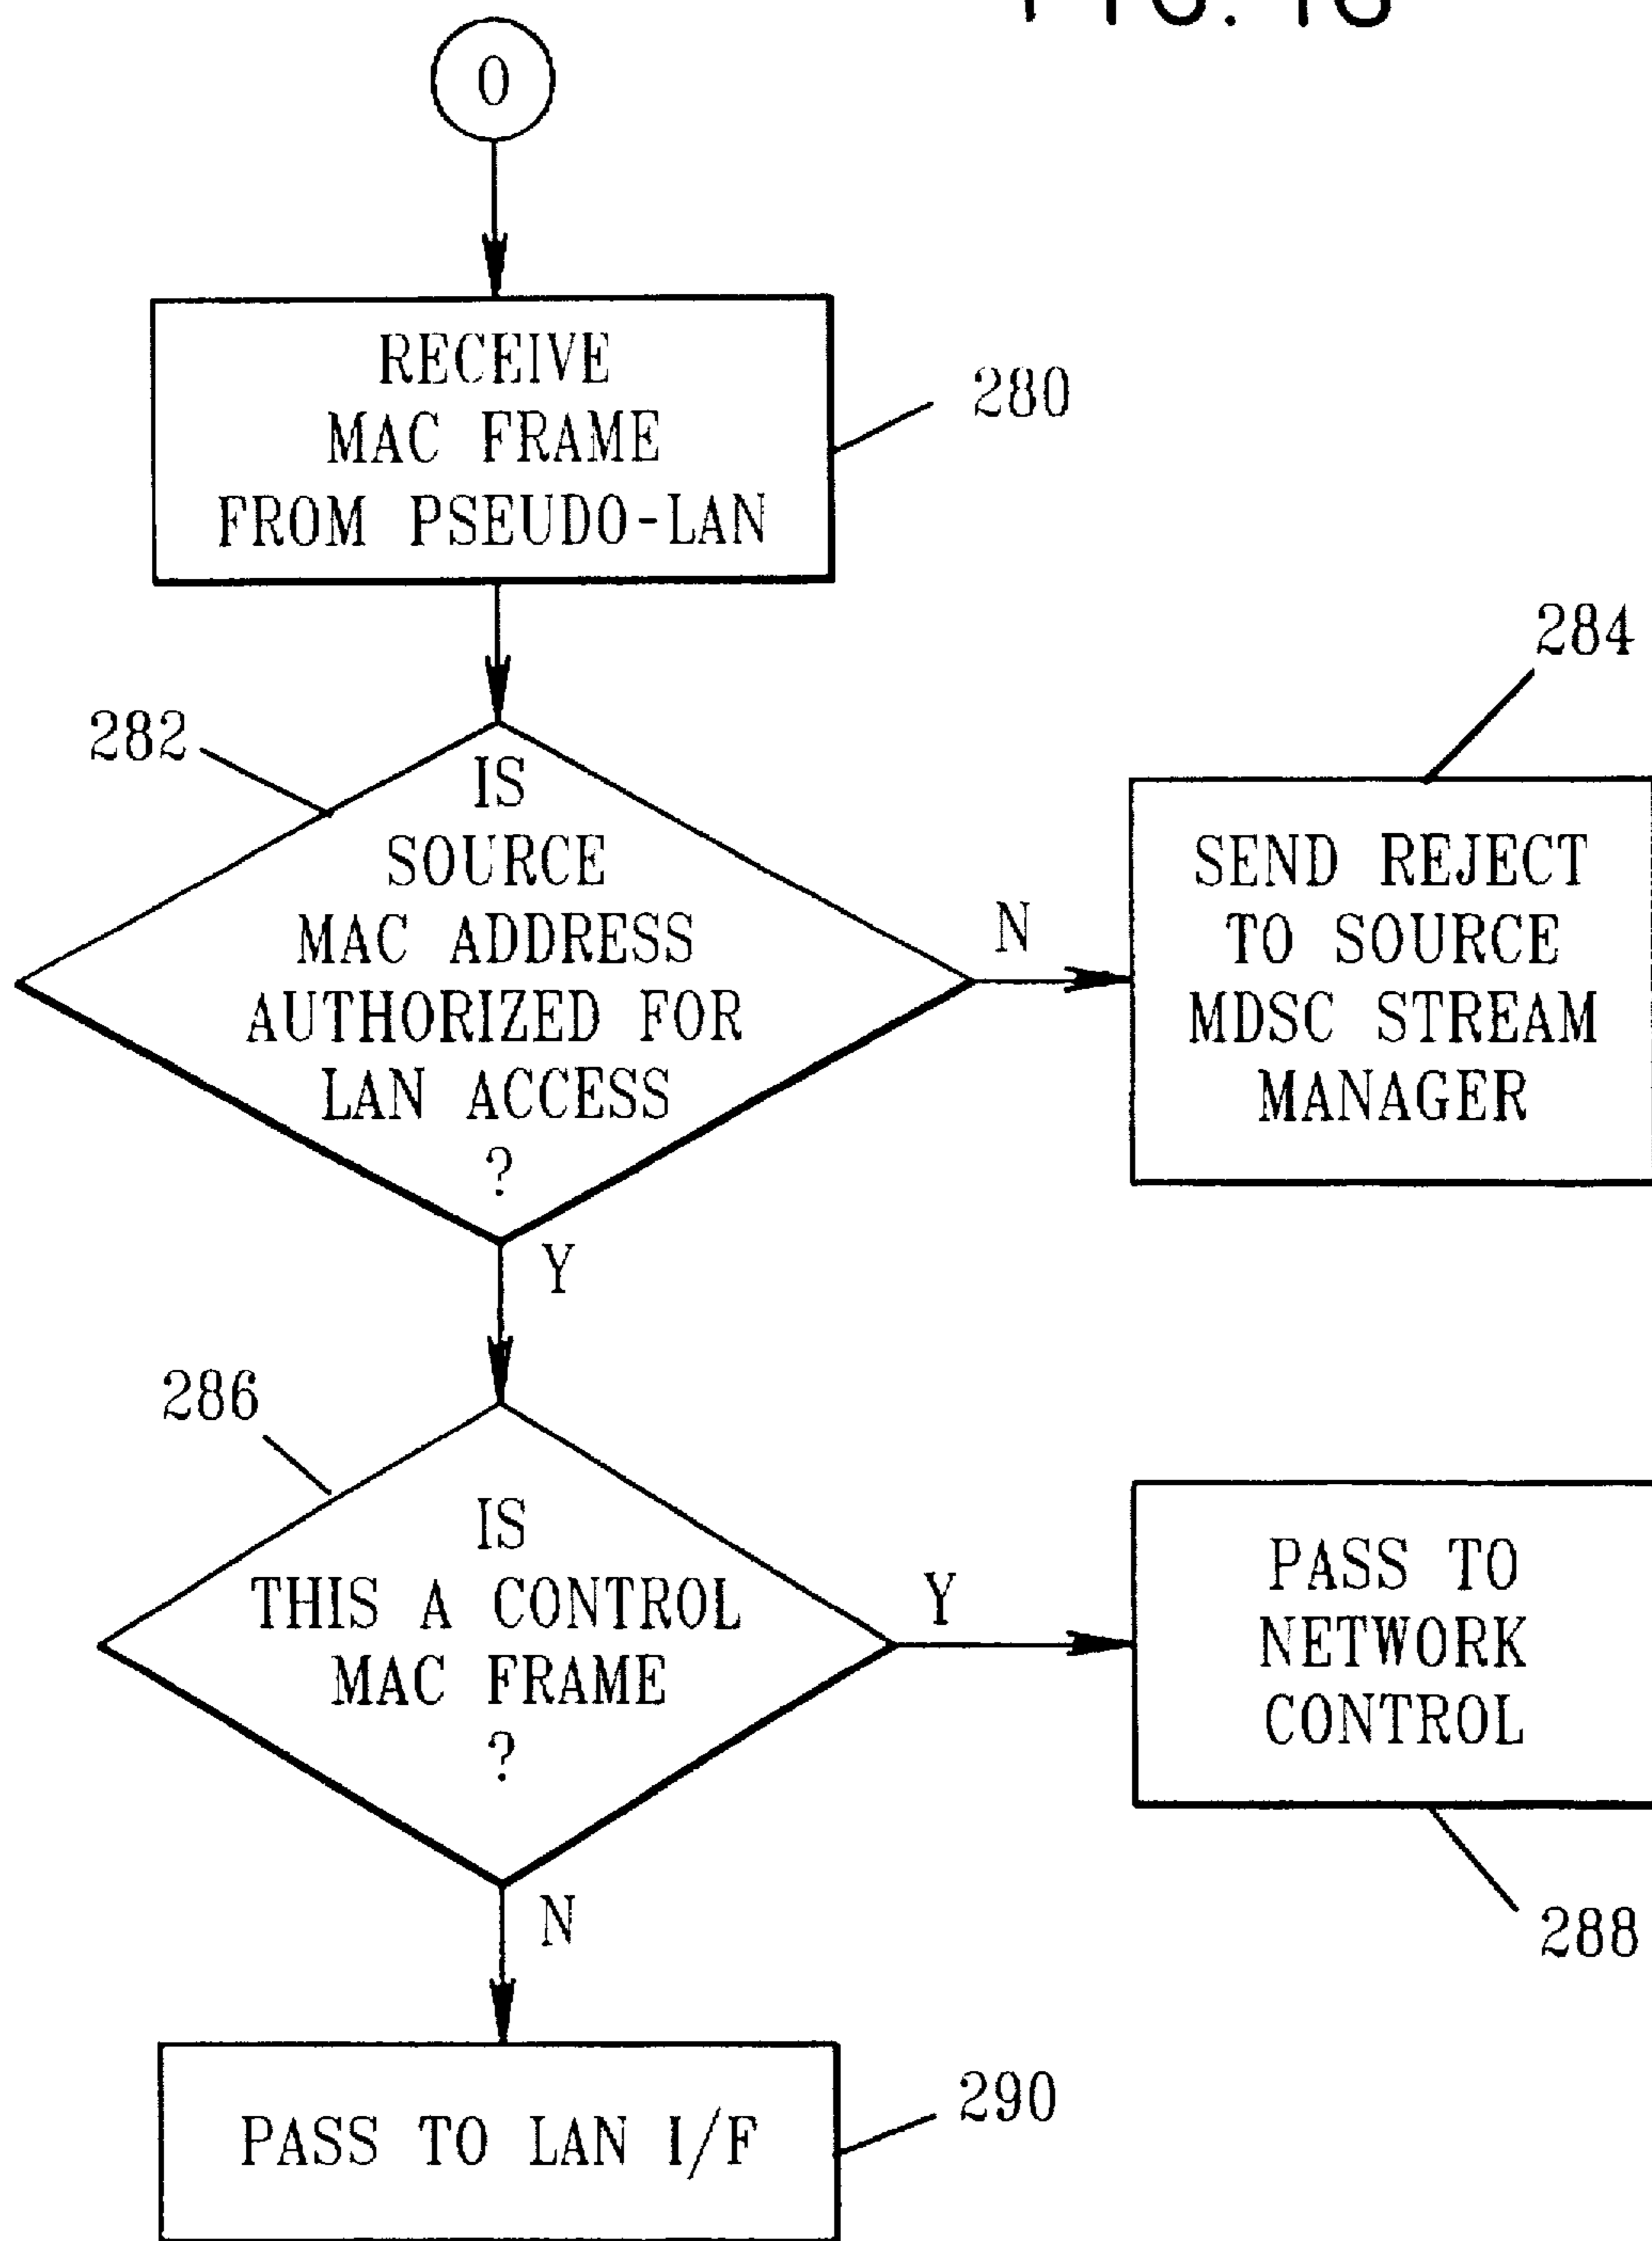 O
RECEIVE
MAC FRAME
FROM PSEUDO-LAN
280
284
282
IS
SOURCE
MAC ADDRESS
AUTHORIZED FOR
LAN ACCESS
?
N
SEND REJECT
TO SOURCE
MDSC STREAM
MANAGER
Y
286
IS
THIS A CONTROL
MAC FRAME
?
Y
PASS TO
NETWORK
CONTROL
288
N
PASS TO LAN I/F
290